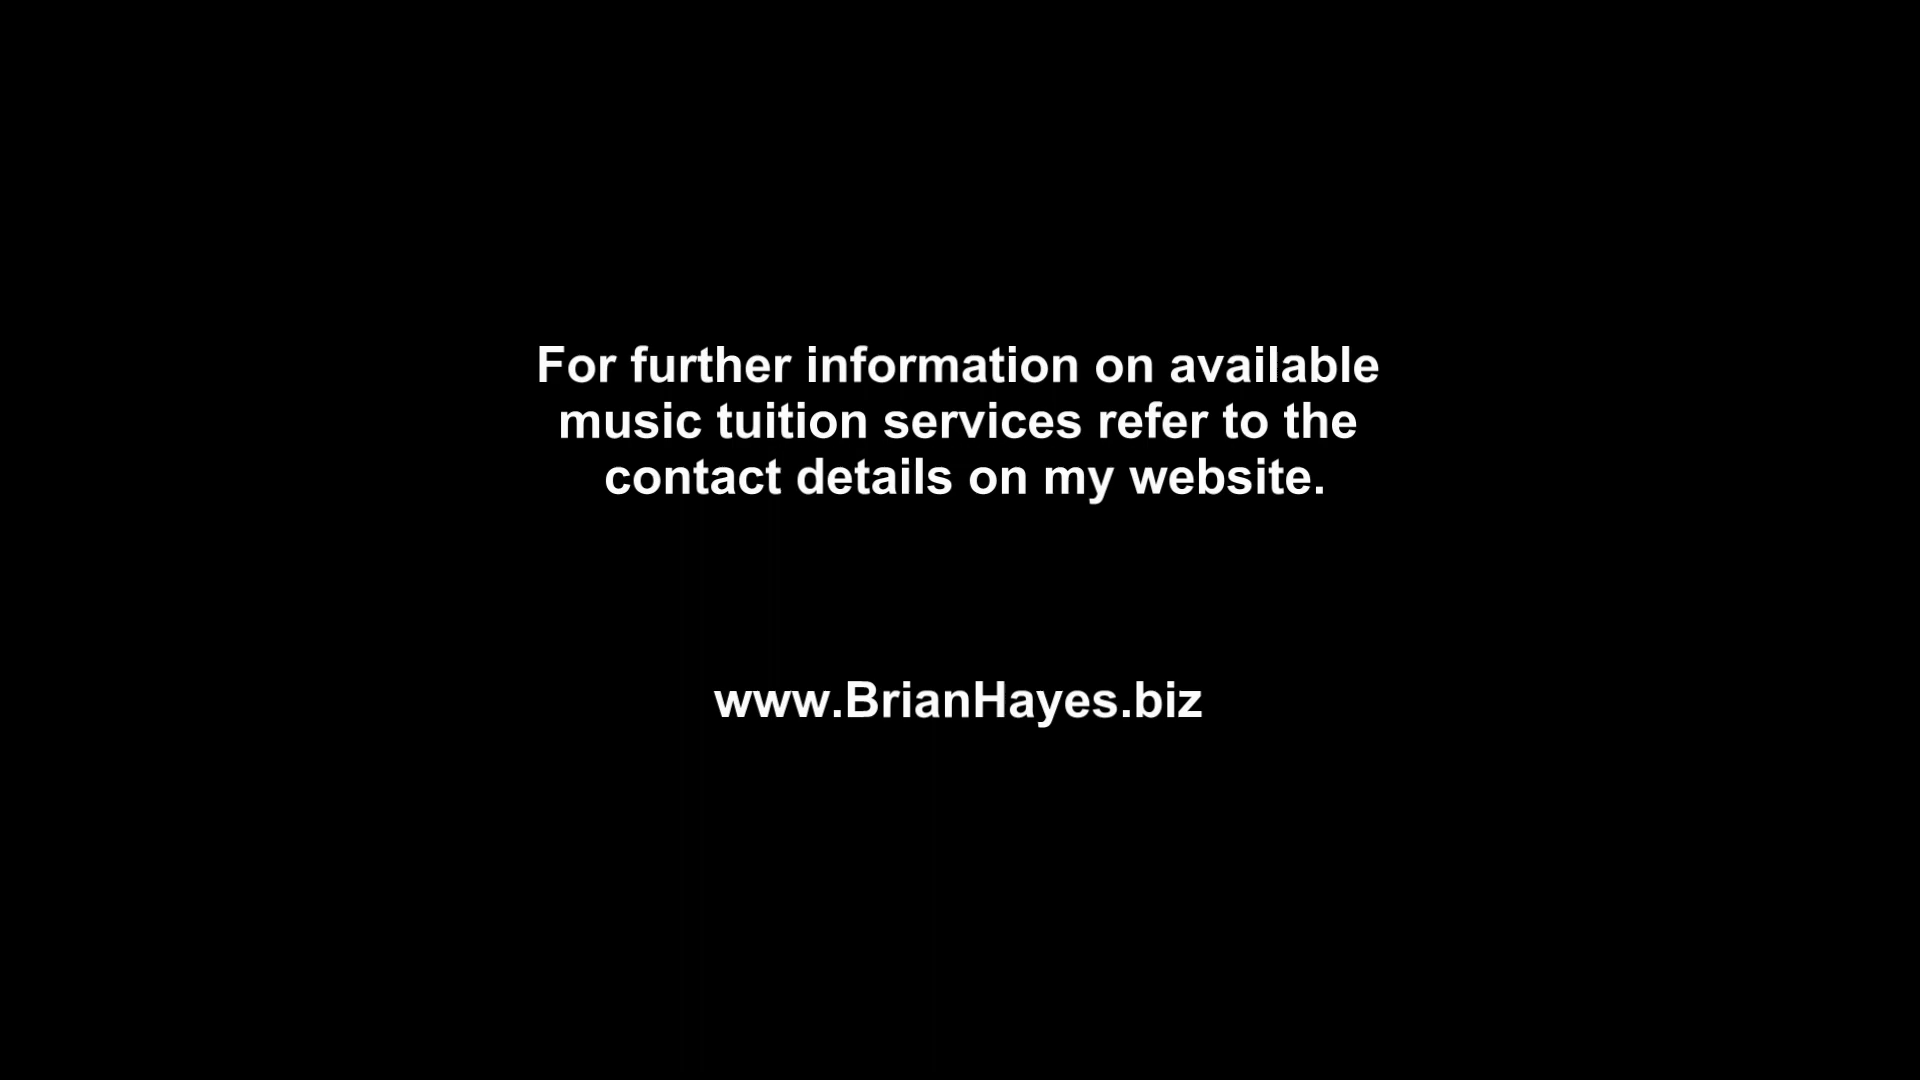 For further information on available
music tuition services refer to the
contact details on my website.
www.BrianHayes.biz